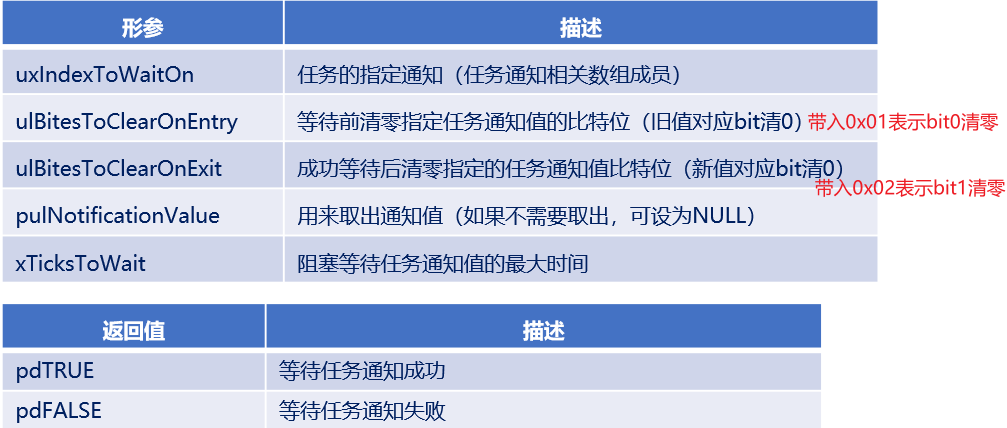 形参 描述
uxIndexToWaitOn 任务的指定通知（任务通知相关数组成员）
ulBitesToClearOnEntry 等待前清零指定任务通知值的比特位（旧值对应bit清0） 带入0x01表示bit0清零
ulBitesToClearOnExit 成功等待后清零指定的任务通知值比特位（新值对应bit清0）
带入0x02表示bit1清零
pulNotificationValue 用来取出通知值（如果不需要取出，可设为NULL）
xTicksToWait 阻塞等待任务通知值的最大时间
返回值 描述
pdTRUE 等待任务通知成功
pdFALSE 等待任务通知失败